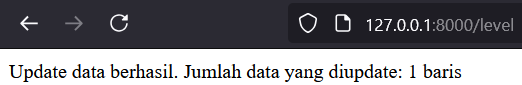 127.0.0.1:8000/level
Update data berhasil. Jumlah data yang diupdate: 1 baris